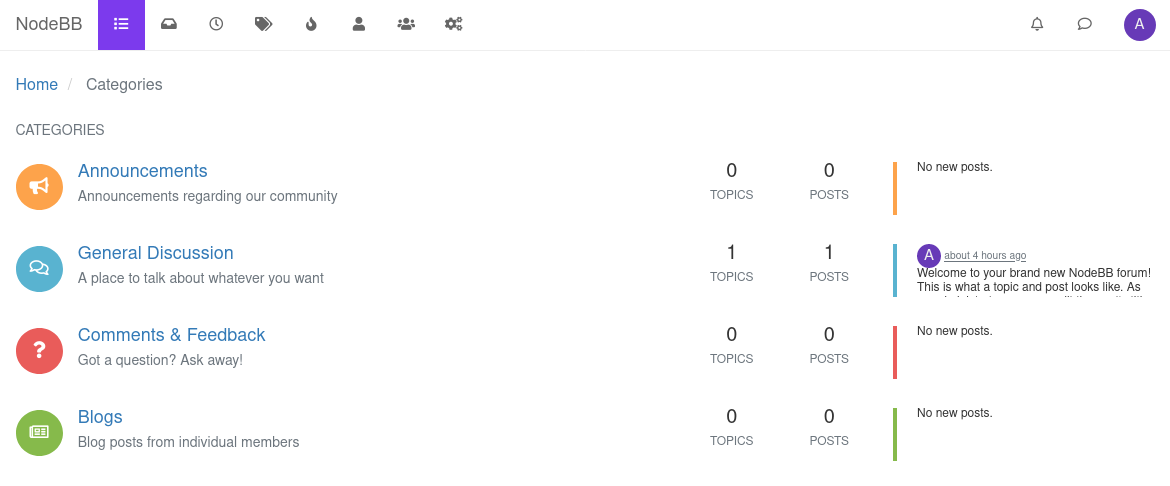 NodeBB
A
Home / Categories
CATEGORIES
Announcements
Announcements regarding our community
0
TOPICS
0
POSTS
No new posts.
General Discussion
A place to talk about whatever you want
1
TOPICS
1
POSTS
A about 4 hours ago
Welcome to your brand new NodeBB forum!
This is what a topic and post looks like. As
Comments & Feedback
Got a question? Ask away!
0
TOPICS
0
POSTS
No new posts.
Blogs
Blog posts from individual members
0
TOPICS
0
POSTS
No new posts.